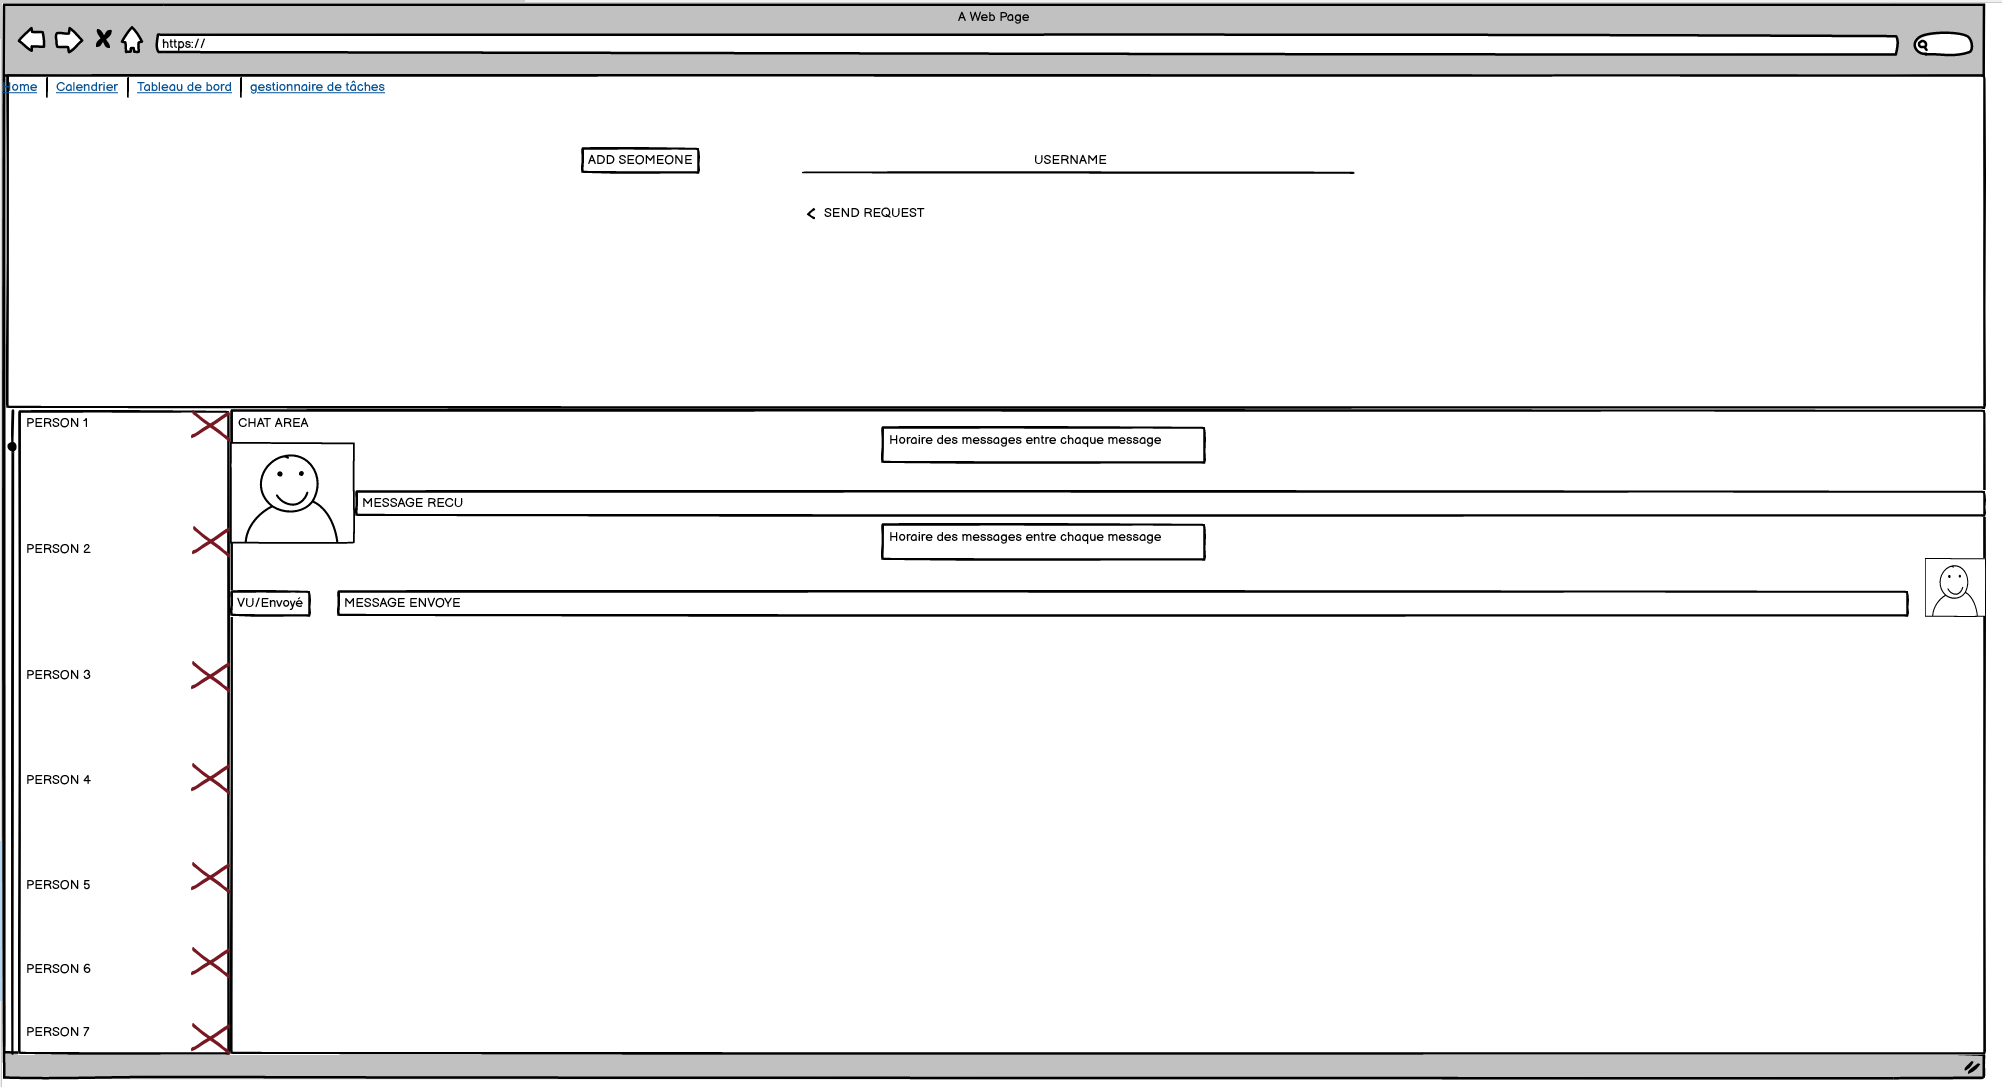 A Web Page
https://
Home Calendrier Tableau de bord gestionnaire de tâches
ADD SEOMEONE USERNAME
< SEND REQUEST
PERSON 1
PERSON 2
PERSON 3
PERSON 4
PERSON 5
PERSON 6
PERSON 7
CHAT AREA
Horaire des messages entre chaque message
MESSAGE RECU
Horaire des messages entre chaque message
VU/Envoyé MESSAGE ENVOYE